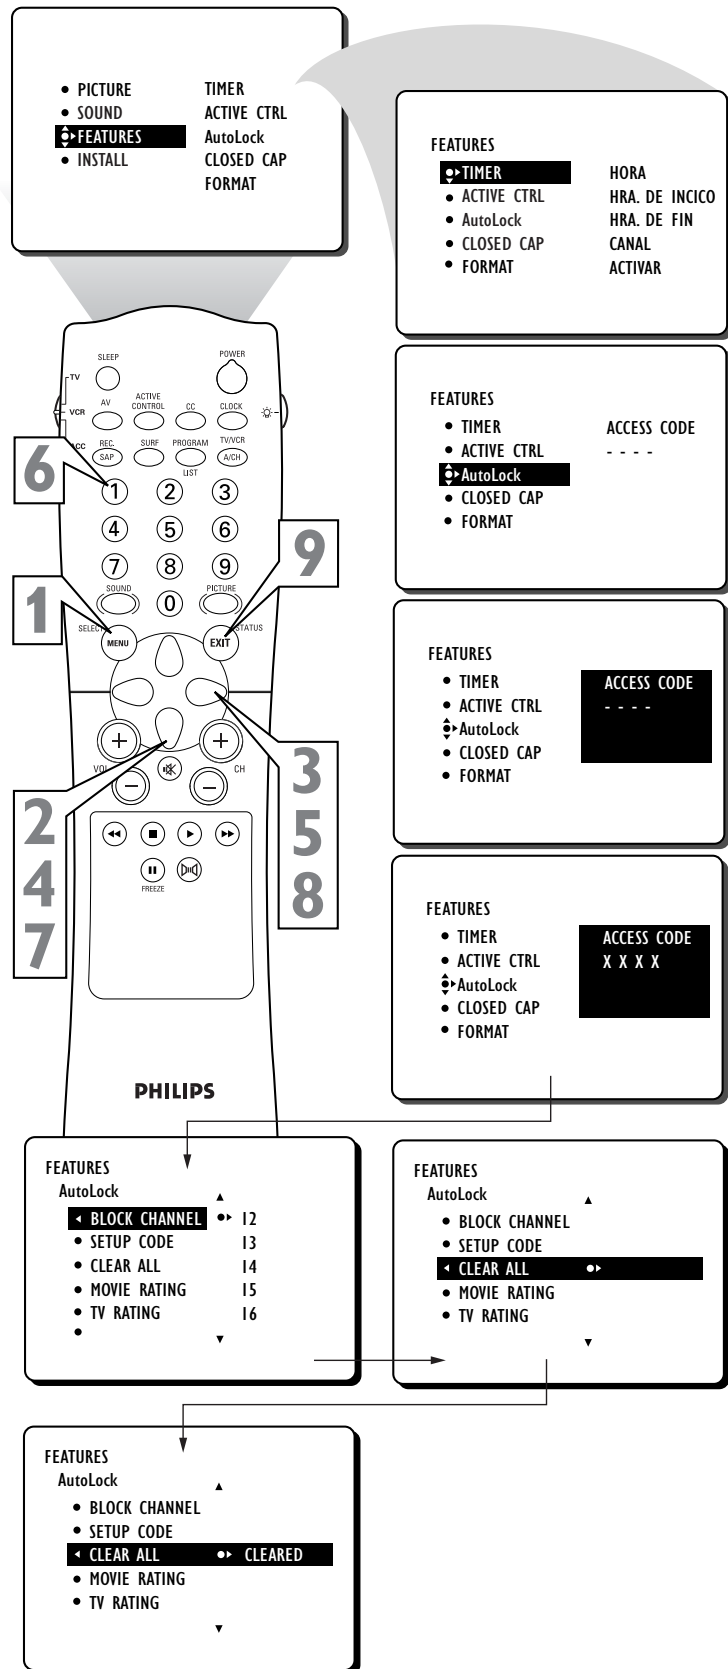 PICTURE TIMER
SOUND ACTIVE CTRL
FEATURES AutoLock
INSTALL CLOSED CAP
FORMAT
FEATURES
TIMER HORA
ACTIVE CTRL HRA. DE INCICO
AutoLock HRA. DE FIN
CLOSED CAP CANAL
FORMAT ACTIVAR
FEATURES
TIMER ACCESS CODE
ACTIVE CTRL - - - -
AutoLock
CLOSED CAP
FORMAT
FEATURES
TIMER ACCESS CODE
ACTIVE CTRL - - - -
AutoLock
CLOSED CAP
FORMAT
FEATURES
TIMER ACCESS CODE
ACTIVE CTRL X X X X
AutoLock
CLOSED CAP
FORMAT
SLEEP POWER
TV
AV ACTIVE CONTROL CC CLOCK
VCR
ACC REC. SURF PROGRAM TV/VCR
SAP A/CH
LIST
1 2 3
4 5 6
7 8 9
SOUND 0 PICTURE
SELECT MENU EXIT STATUS
+ +
VOL CH
− −
FREEZE
PHILIPS
6
1
9
2
4
7
3
5
8
FEATURES
AutoLock
BLOCK CHANNEL 12
SETUP CODE 13
CLEAR ALL 14
MOVIE RATING 15
TV RATING 16
FEATURES
AutoLock
BLOCK CHANNEL
SETUP CODE
CLEAR ALL
MOVIE RATING
TV RATING
FEATURES
AutoLock
BLOCK CHANNEL
SETUP CODE
CLEAR ALL CLEARED
MOVIE RATING
TV RATING